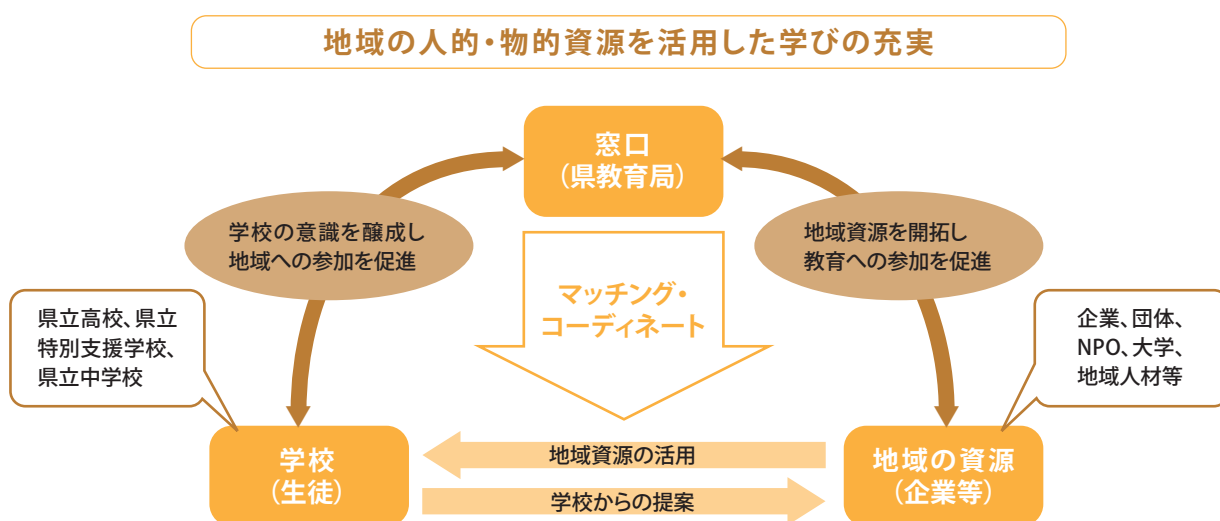 地域の人的・物的資源を活用した学びの充実
窓口
（県教育局）
学校の意識を醸成し
地域への参加を促進
地域資源を開拓し
教育への参加を促進
マッチング・
コーディネート
県立高校、県立
特別支援学校、
県立中学校
企業、団体、
NPO、大学、
地域人材等
学校
（生徒）
地域資源の活用
学校からの提案
地域の資源
（企業等）